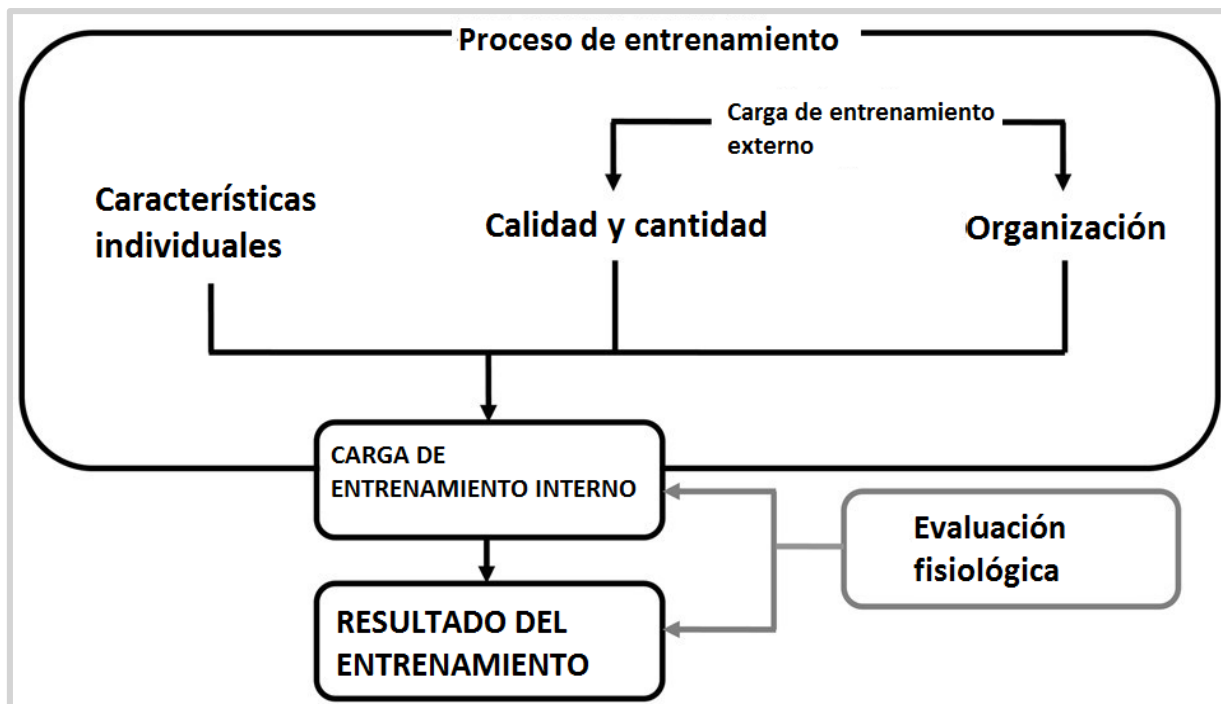 Proceso de entrenamiento
Carga de entrenamiento
externo
Característícas
individuales
Calidad y cantidad
Organización
CARGA DE
ENTRENAMIENTO INTERNO
Evaluación
fisiológica
RESULTADO DEL
ENTRENAMIENTO